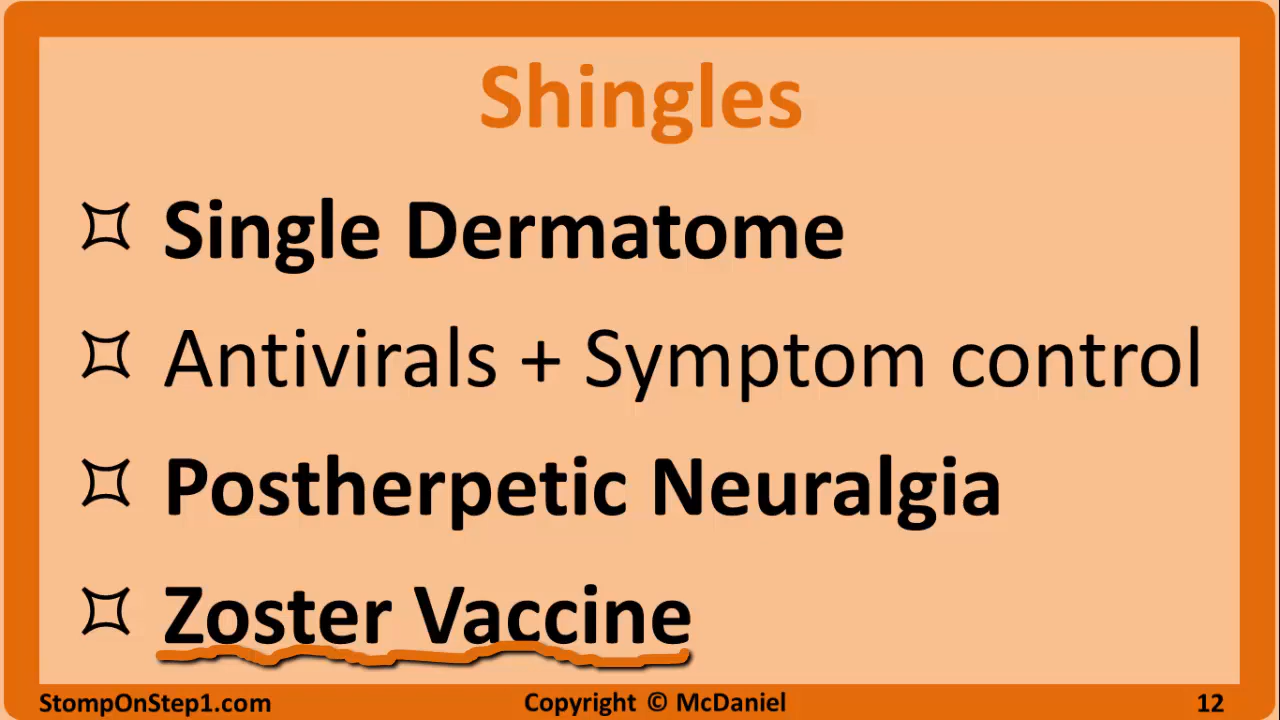 Shingles
Single Dermatome
Antivirals + Symptom control
Postherpetic Neuralgia
Zoster Vaccine
StompOnStep1.com Copyright © McDaniel 12